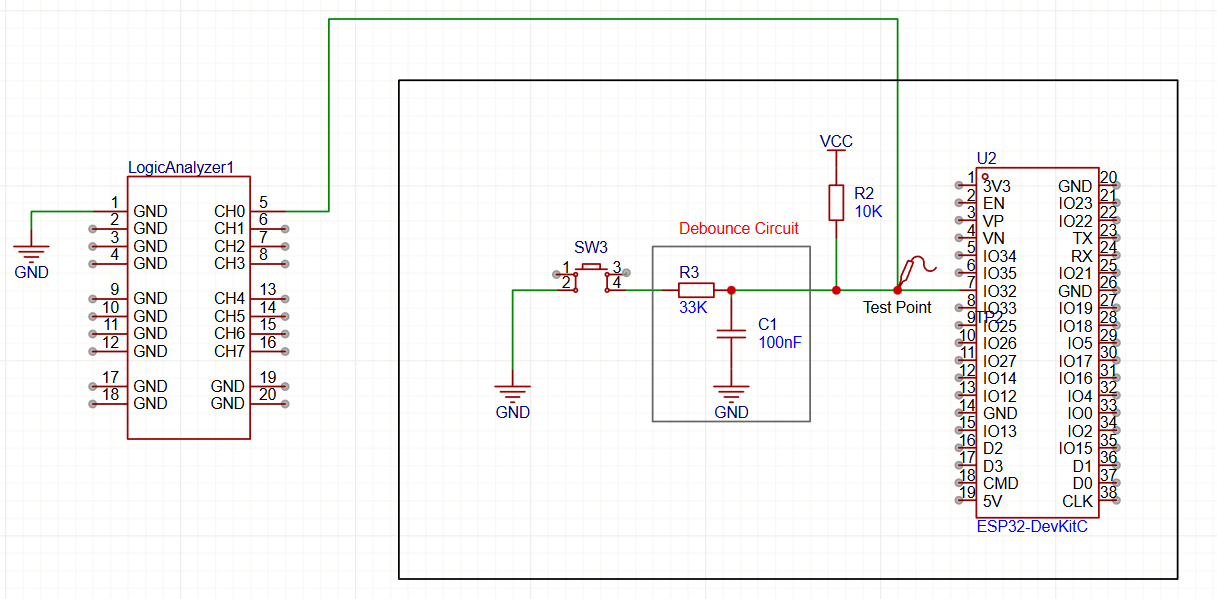 VCC
U2
LogicAnalyzer1
R2
10K
Debounce Circuit
SW3
1
2
3
4
R3
33K
C1
100nF
GND
GND
GND
Test Point
TP2
1 GND
2 GND
3 GND
4 GND
9 GND
10 GND
11 GND
12 GND
17 GND
18 GND
CH0 5
CH1 6
CH2 7
CH3 8
CH4 13
CH5 14
CH6 15
CH7 16
GND 19
GND 20
1 3V3
2 EN
3 VP
4 VN
5 IO34
6 IO35
7 IO32
8 IO33
9 IO25
10 IO26
11 IO27
12 IO14
13 IO12
14 GND
15 IO13
16 D2
17 D3
18 CMD
19 5V
GND 20
IO23 21
IO22 22
TX 23
RX 24
IO21 25
GND 26
IO19 27
IO18 28
IO5 29
IO17 30
IO16 31
IO4 32
IO0 33
IO2 34
IO15 35
D1 36
D0 37
CLK 38
ESP32-DevKitC